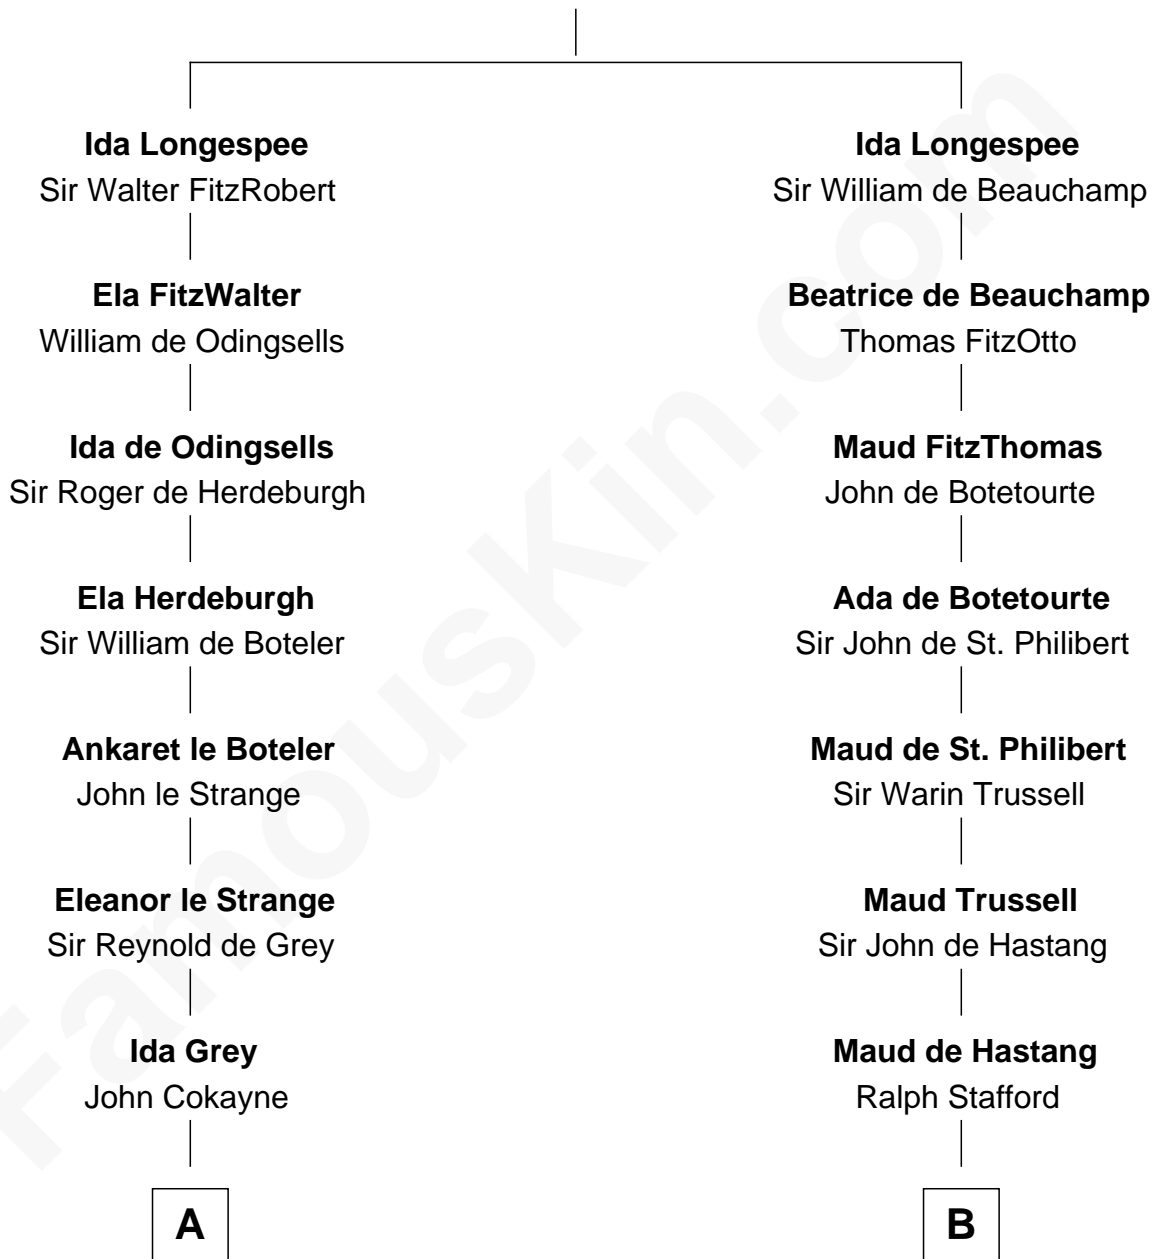 Ida Longespee
Sir Walter FitzRobert
Ida Longespee
Sir William de Beauchamp
Ela FitzWalter
William de Odingsells
Beatrice de Beauchamp
Thomas FitzOtto
Ida de Odingsells
Sir Roger de Herdeburgh
Maud FitzThomas
John de Botetourte
Ela Herdeburgh
Sir William de Boteler
Ada de Botetourte
Sir John de St. Philibert
Ankaret le Boteler
John le Strange
Maud de St. Philibert
Sir Warin Trussell
Eleanor le Strange
Sir Reynold de Grey
Maud Trussell
Sir John de Hastang
Ida Grey
John Cokayne
Maud de Hastang
Ralph Stafford
A
B
FamousKin.com